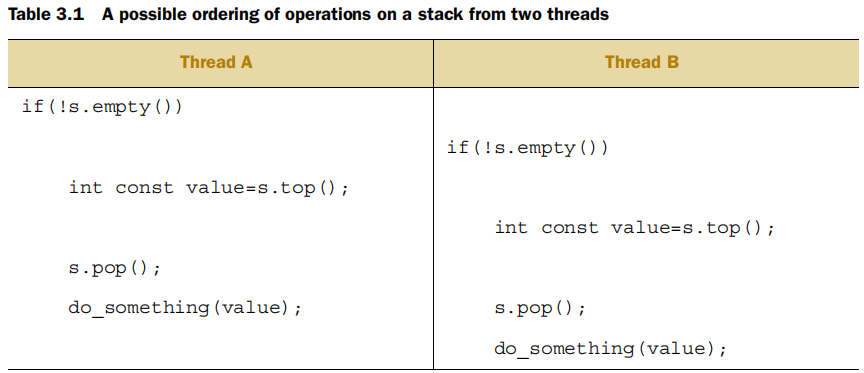 Table 3.1 A possible ordering of operations on a stack from two threads
Thread A Thread B
if(!s.empty())
if(!s.empty())
int const value=s.top();
int const value=s.top();
s.pop();
do_something(value); s.pop();
do_something(value);